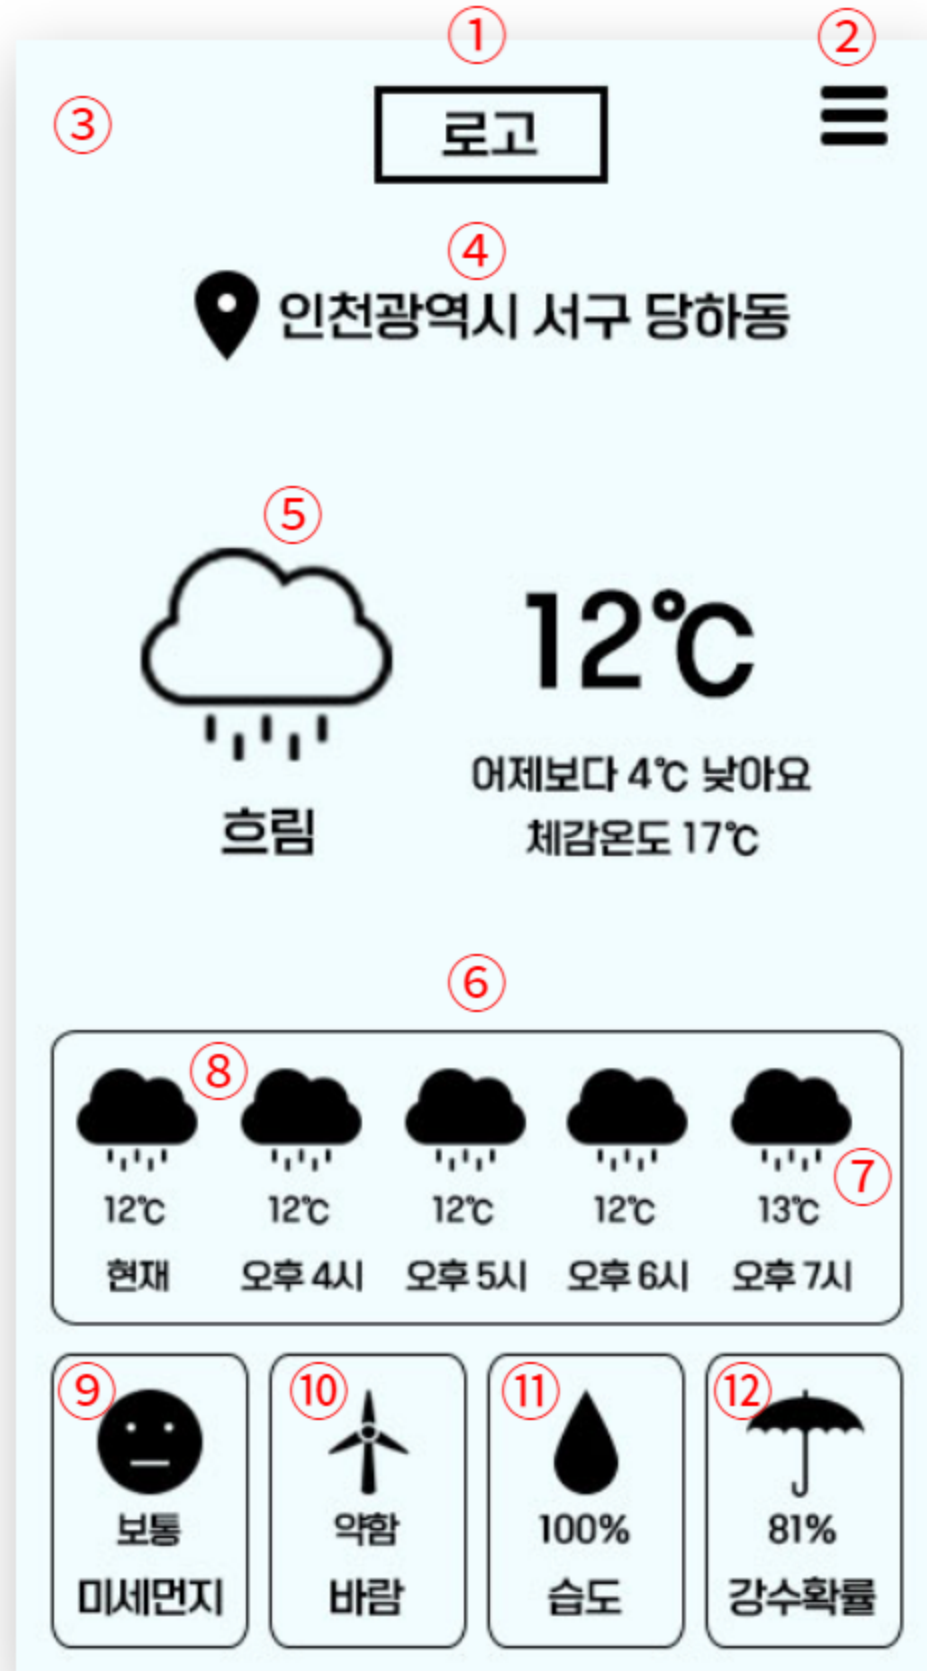 ①
②
③
로고
④
인천광역시 서구 당하동
⑤
12℃
어제보다 4℃ 낮아요
체감온도 17℃
흐림
⑥
⑧
⑦
12℃ 12℃ 12℃ 12℃ 13℃
현재 오후 4시 오후 5시 오후 6시 오후 7시
⑨ ⑩ ⑪ ⑫
보통 약함 100% 81%
미세먼지 바람 습도 강수확률